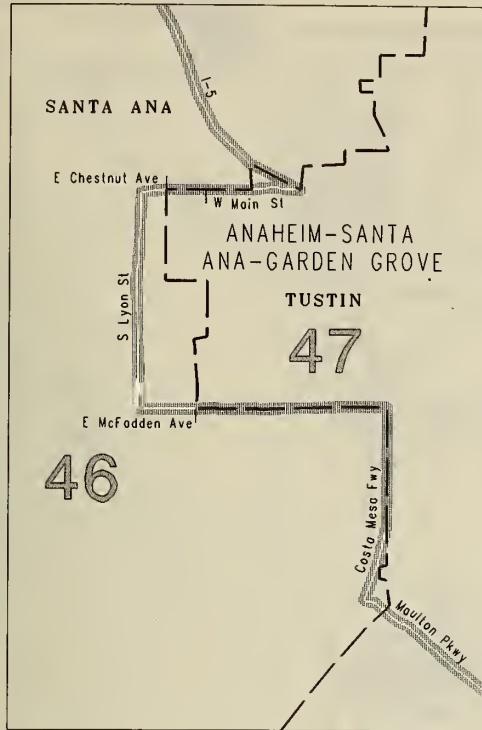 I-5
SANTA ANA
E Chestnut Ave
W Main St
ANAHEIM-SANTA
ANA-GARDEN GROVE
TUSTIN
S Lyon St
47
E McFadden Ave
46
Costa Mesa Fwy
Moulton Pkwy